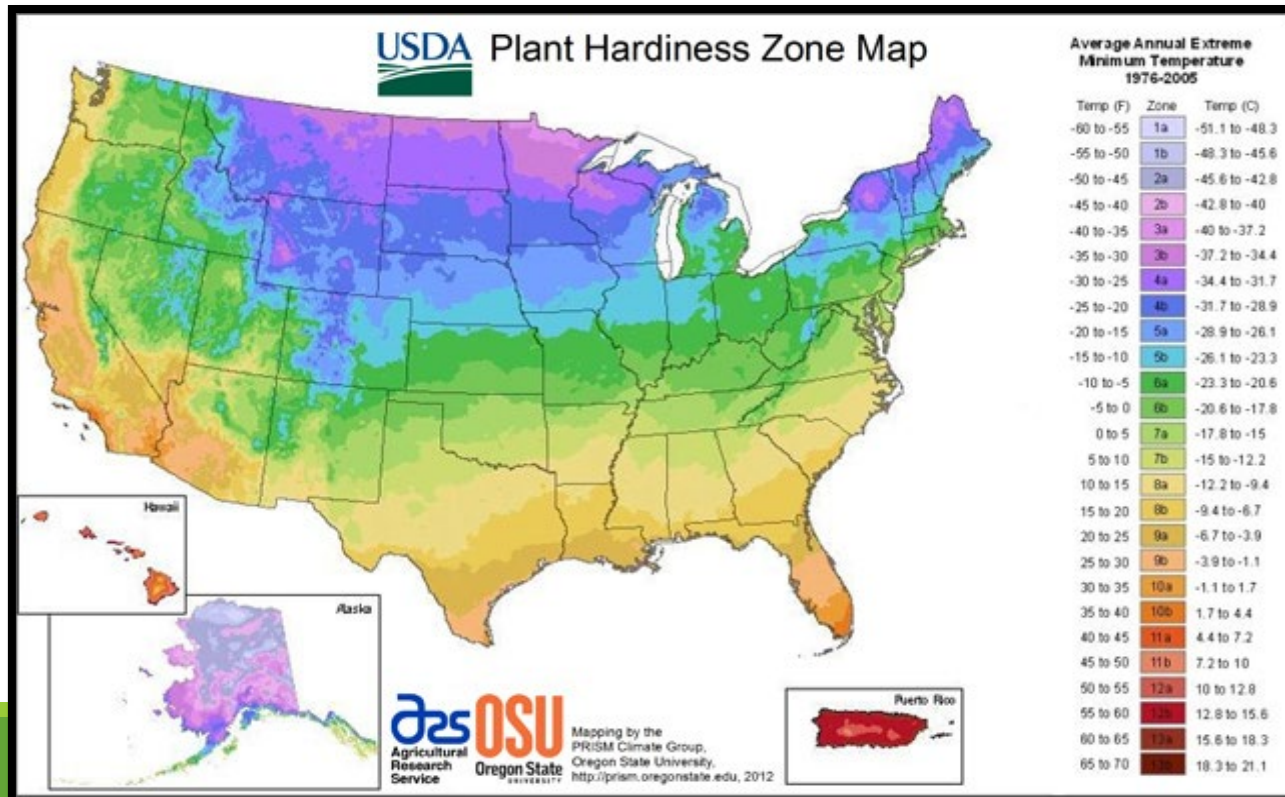 USDA Plant Hardiness Zone Map
Average Annual Extreme
Minimum Temperature
1976-2005
Temp (F) Zone Temp (C)
-60 to -55 1a -51.1 to -48.3
-55 to -50 1b -48.3 to -45.6
-50 to -45 2a -45.6 to -42.8
-45 to -40 2b -42.8 to -40
-40 to -35 3a -40 to -37.2
-35 to -30 3b -37.2 to -34.4
-30 to -25 4a -34.4 to -31.7
-25 to -20 4b -31.7 to -28.9
-20 to -15 5a -28.9 to -26.1
-15 to -10 5b -26.1 to -23.3
-10 to -5 6a -23.3 to -20.6
-5 to 0 6b -20.6 to -17.8
0 to 5 7a -17.8 to -15
5 to 10 7b -15 to -12.2
10 to 15 8a -12.2 to -9.4
15 to 20 8b -9.4 to -6.7
20 to 25 9a -6.7 to -3.9
25 to 30 9b -3.9 to -1.1
30 to 35 10a -1.1 to 1.7
35 to 40 10b 1.7 to 4.4
40 to 45 11a 4.4 to 7.2
45 to 50 11b 7.2 to 10
50 to 55 12a 10 to 12.8
55 to 60 12b 12.8 to 15.6
60 to 65 13a 15.6 to 18.3
65 to 70 13b 18.3 to 21.1
Hawaii
Alaska
ars
Agricultural
Research
Service
OSU
Oregon State
UNIVERSITY
Mapping by the
PRISM Climate Group,
Oregon State University,
http://prism.oregonstate.edu, 2012
Puerto Rico